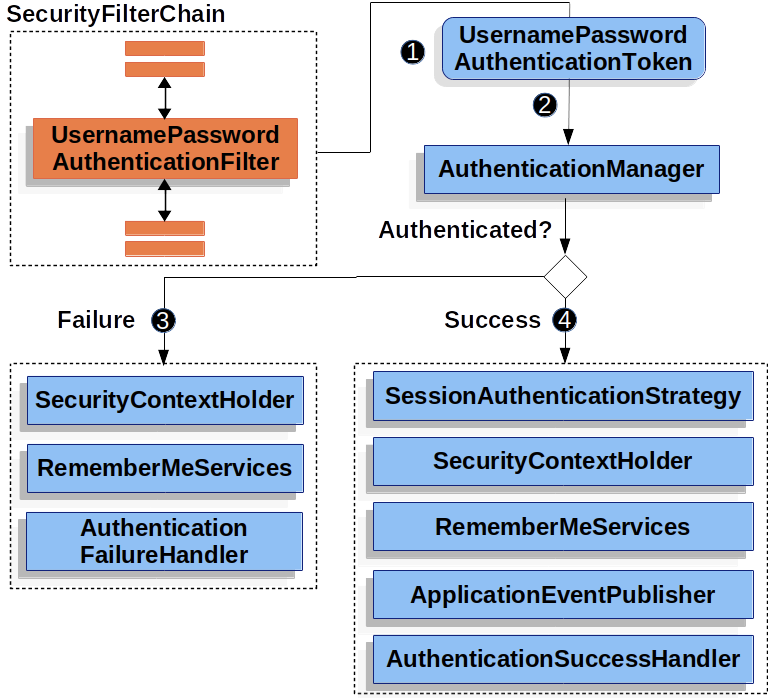 SecurityFilterChain
1
UsernamePassword
AuthenticationToken
2
UsernamePassword
AuthenticationFilter
AuthenticationManager
Authenticated?
Failure
3
Success
4
SecurityContextHolder
RememberMeServices
Authentication
FailureHandler
SessionAuthenticationStrategy
SecurityContextHolder
RememberMeServices
ApplicationEventPublisher
AuthenticationSuccessHandler